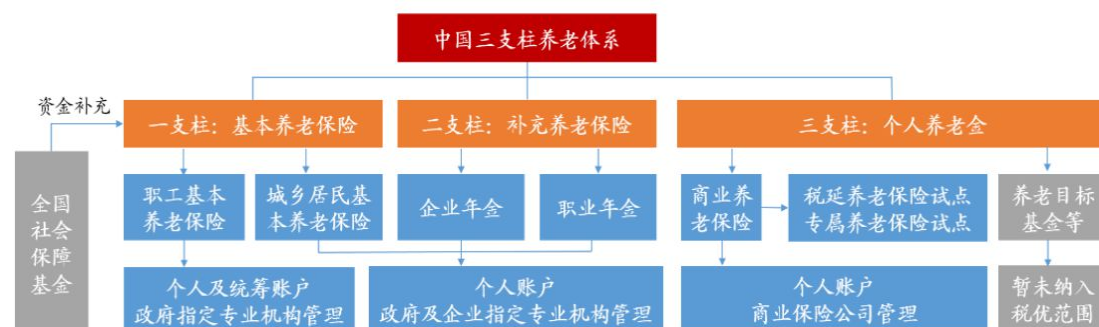 中国三支柱养老体系
资金补充
一支柱：基本养老保险
二支柱：补充养老保险
三支柱：个人养老金
全国
社会
保障
基金
职工基本
养老保险
城乡居民基
本养老保险
企业年金
职业年金
商业养
老保险
税延养老保险试点
专属养老保险试点
养老目标
基金等
个人及统筹账户
政府指定专业机构管理
个人账户
政府及企业指定专业机构管理
个人账户
商业保险公司管理
暂未纳入
税优范围